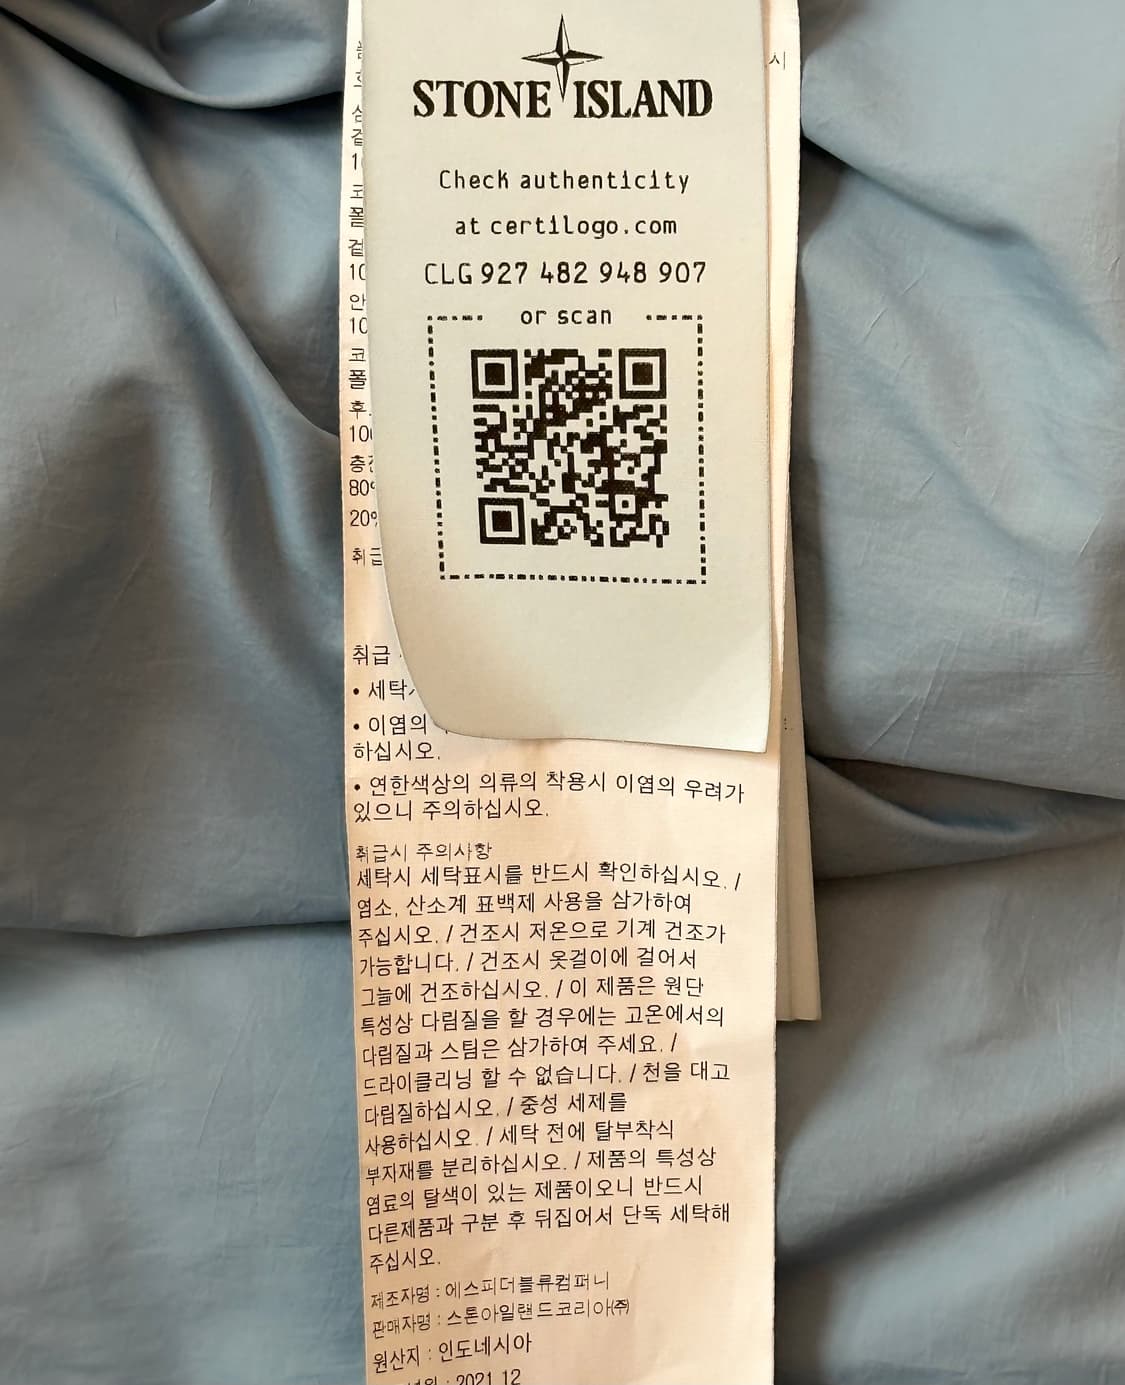 STONE ISLAND
Check authenticity
at certilogo.com
CLG 927 482 948 907
or scan
시
겉
10
안
10
코
폴
후
100
80%
20%
취급
취급
• 세탁
• 이염의
하십시오.
• 연한색상의 의류의 착용시 이염의 우려가
있으니 주의하십시오.
취급시 주의사항
세탁시 세탁표시를 반드시 확인하십시오. /
염소, 산소계 표백제 사용을 삼가하여
주십시오. / 건조시 저온으로 기계 건조가
가능합니다. / 건조시 옷걸이에 걸어서
그늘에 건조하십시오. / 이 제품은 원단
특성상 다림질을 할 경우에는 고온에서의
다림질과 스팀은 삼가하여 주세요. /
드라이클리닝 할 수 없습니다. / 천을 대고
다림질하십시오. / 중성 세제를
사용하십시오. / 세탁 전에 탈부착식
부자재를 분리하십시오. / 제품의 특성상
염료의 탈색이 있는 제품이오니 반드시
다른제품과 구분 후 뒤집어서 단독 세탁해
주십시오.
제조자명 : 에스피더블류컴퍼니
판매자명 : 스톤아일랜드코리아㈜
원산지 : 인도네시아
: 2021.12